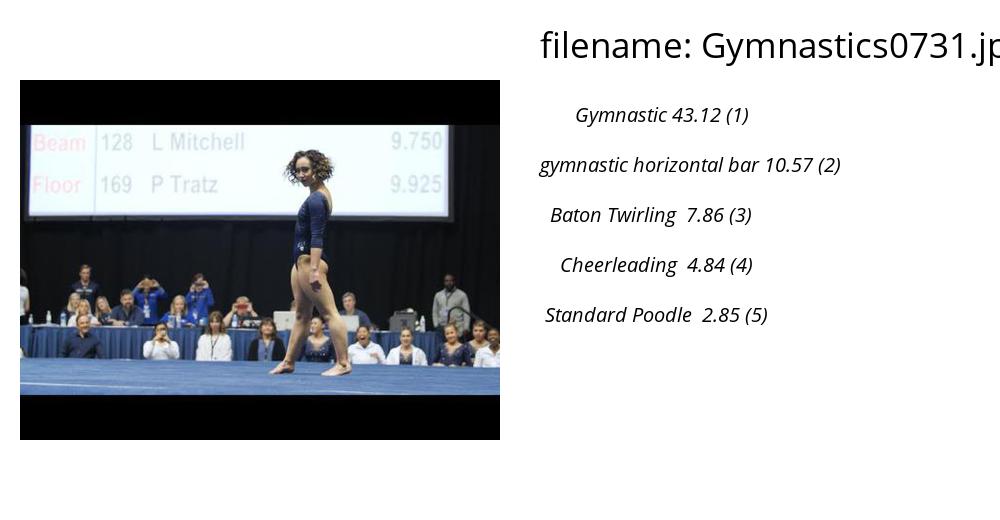 filename: Gymnastics0731.jp
Gymnastic 43.12 (1)
gymnastic horizontal bar 10.57 (2)
Baton Twirling 7.86 (3)
Cheerleading 4.84 (4)
Standard Poodle 2.85 (5)
Beam 128 L Mitchell 9.750
Floor 169 P Tratz 9.925